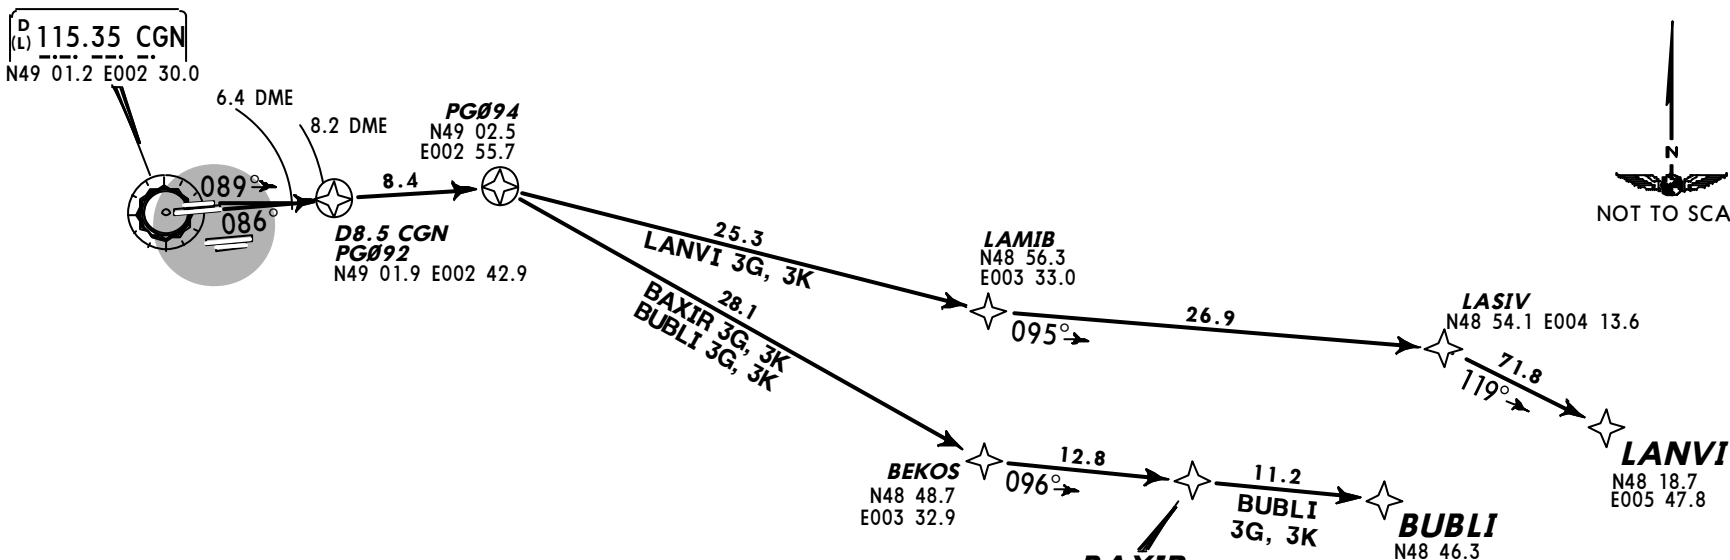 D
(L) 115.35 CGN
N49 01.2 E002 30.0
6.4 DME
8.2 DME
PGØ94
N49 02.5
E002 55.7
089°
086°
8.4
D8.5 CGN
PGØ92
N49 01.9 E002 42.9
25.3
LANVI 3G, 3K
28.1
BAXIR 3G, 3K
BUBLI 3G, 3K
LAMIB
N48 56.3
E003 33.0
095°
26.9
LASIV
N48 54.1 E004 13.6
71.8
119°
LANVI
N48 18.7
E005 47.8
BEKOS
N48 48.7
E003 32.9
096°
12.8
11.2
BUBLI
3G, 3K
BUBLI
N48 46.3
BAXIR
N
NOT TO SCA